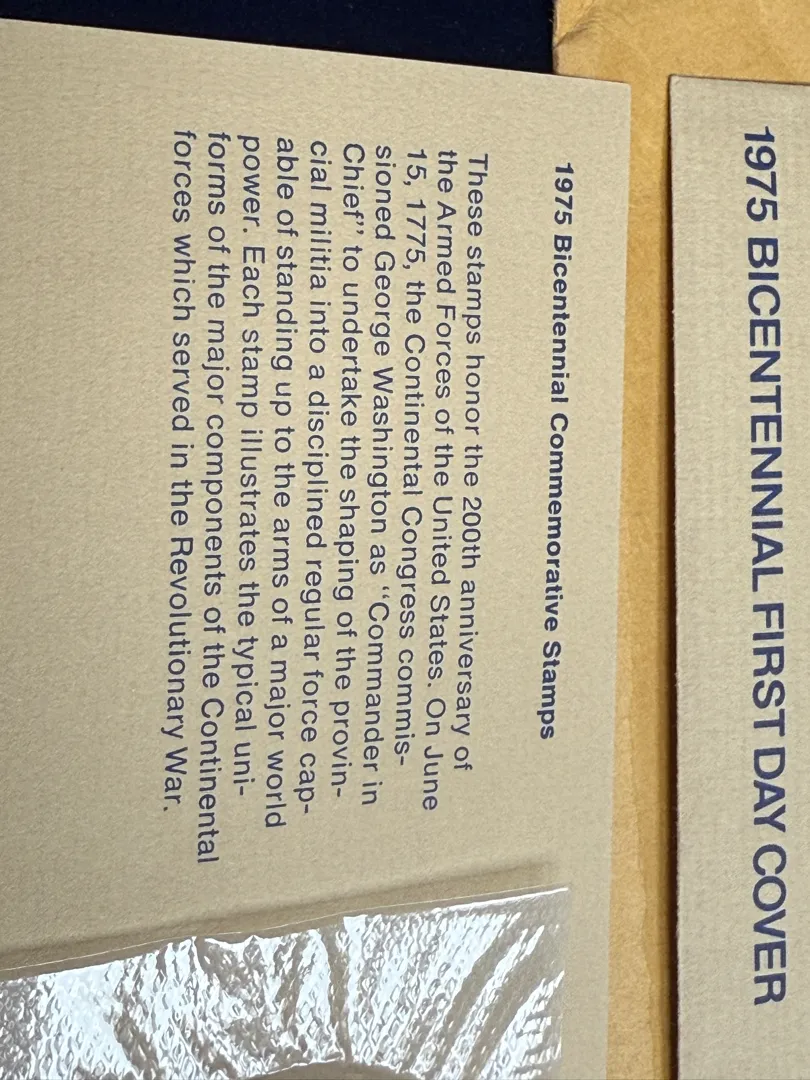 1975 BICENTENNIAL FIRST DAY COVER
1975 Bicentennial Commemorative Stamps
These stamps honor the 200th anniversary of
the Armed Forces of the United States. On June
15, 1775, the Continental Congress commis-
sioned George Washington as “Commander in
Chief” to undertake the shaping of the provin-
cial militia into a disciplined regular force cap-
able of standing up to the arms of a major world
power. Each stamp illustrates the typical uni-
forms of the major components of the Continental
forces which served in the Revolutionary War.